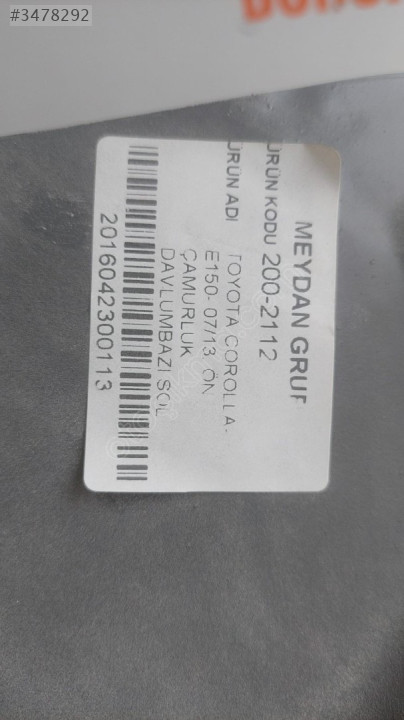 #3478292
MEYDAN GRUP
ÜRÜN KODU 200-2112
ÜRÜN ADI TOYOTA COROLLA-
E150- 07/13 ÖN
ÇAMURLUK
DAVLUMBAZI SOL
2016042300113